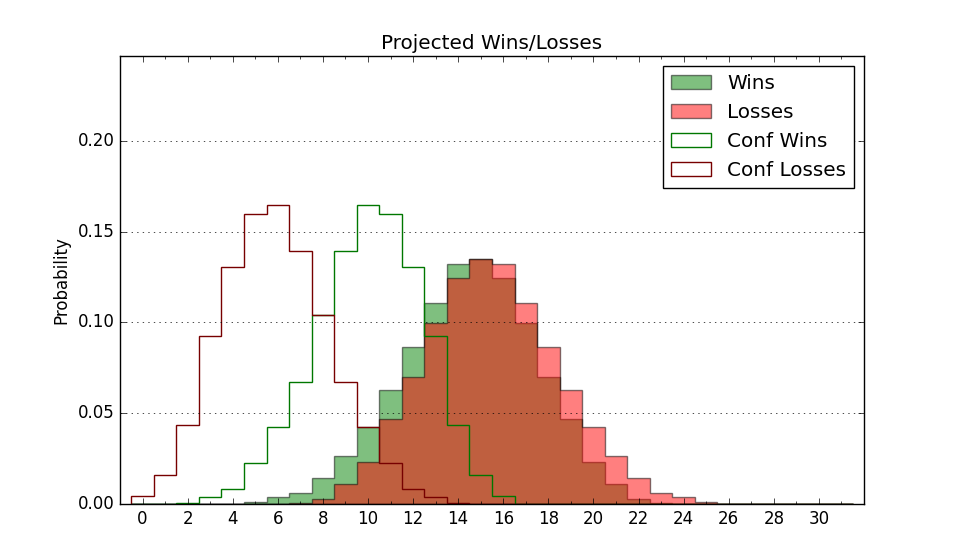 Projected Wins/Losses
Wins
Losses
Conf Wins
Conf Losses
Probability
0.20
0.15
0.10
0.05
0.00
0 2 4 6 8 10 12 14 16 18 20 22 24 26 28 30